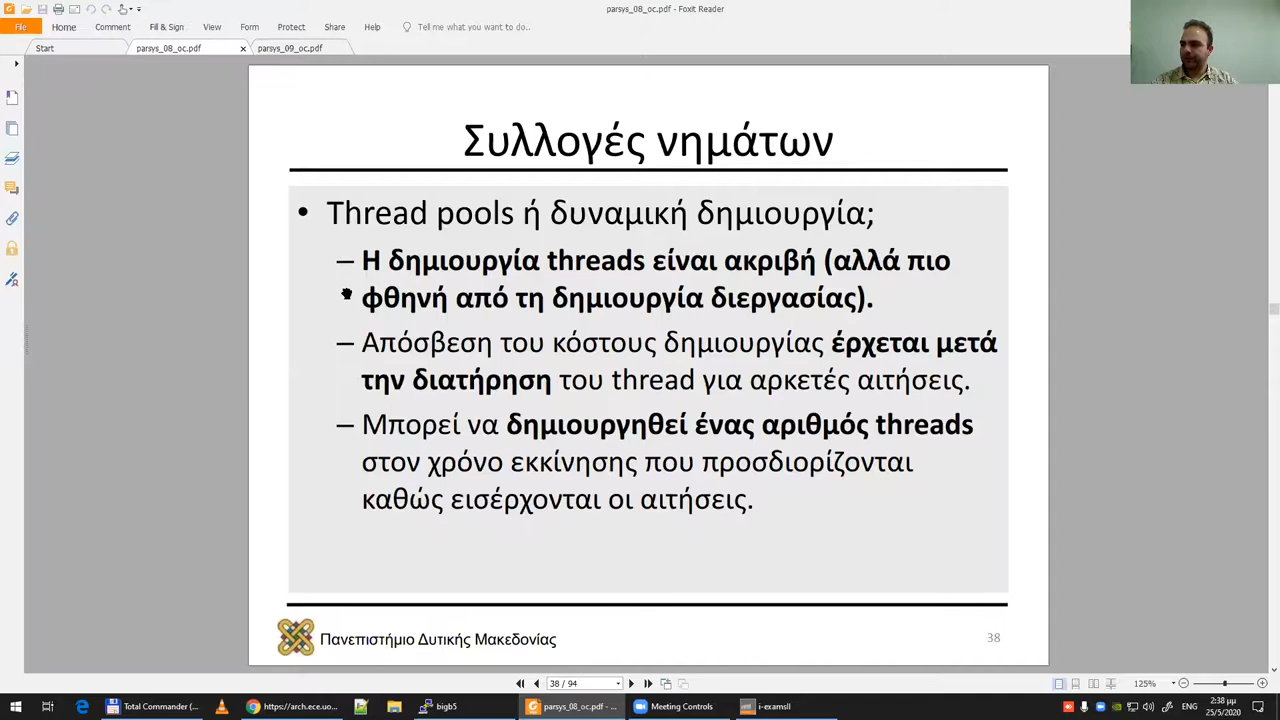 parsys_08_oc.pdf - Foxit Reader
File Home Comment Fill & Sign View Form Protect Share Help Tell me what you want to do..
Start parsys_08_oc.pdf parsys_09_oc.pdf
Συλλογές νημάτων
• Thread pools ή δυναμική δημιουργία;
– Η δημιουργία threads είναι ακριβή (αλλά πιο
φθηνή από τη δημιουργία διεργασίας).
– Απόσβεση του κόστους δημιουργίας έρχεται μετά
την διατήρηση του thread για αρκετές αιτήσεις.
– Μπορεί να δημιουργηθεί ένας αριθμός threads
στον χρόνο εκκίνησης που προσδιορίζονται
καθώς εισέρχονται οι αιτήσεις.
Πανεπιστήμιο Δυτικής Μακεδονίας
38
38 / 94
125%
Total Commander (... https://arch.ece.uo... bigb5 parsys_08_oc.pdf - ... Meeting Controls i-examsII ENG 2:38 μμ
25/5/2020